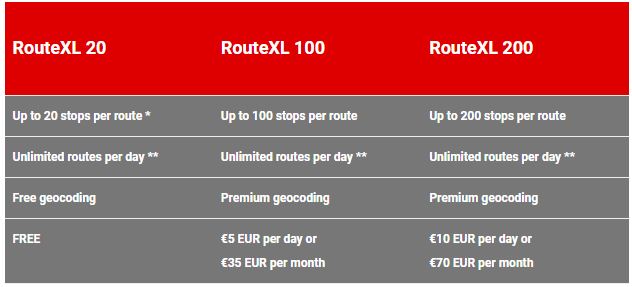 RouteXL 20 RouteXL 100 RouteXL 200
Up to 20 stops per route * Up to 100 stops per route Up to 200 stops per route
Unlimited routes per day ** Unlimited routes per day ** Unlimited routes per day **
Free geocoding Premium geocoding Premium geocoding
FREE €5 EUR per day or €10 EUR per day or
€35 EUR per month €70 EUR per month